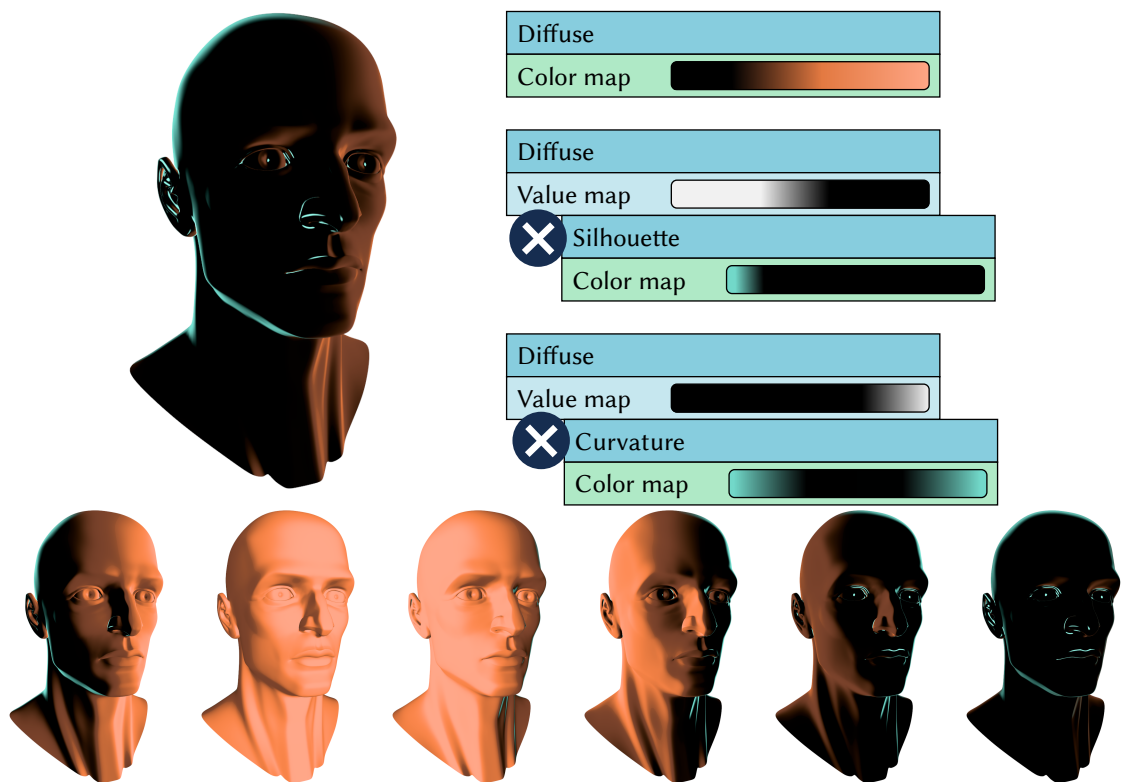 Diffuse
Color map
Diffuse
Value map
Silhouette
Color map
Diffuse
Value map
Curvature
Color map